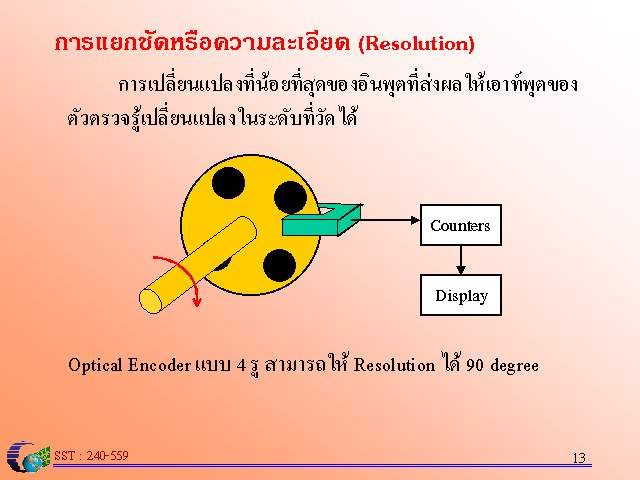 การแยกชัดหรือความละเอียด (Resolution)
การเปลี่ยนแปลงที่น้อยที่สุดของอินพุตที่ส่งผลให้เอาท์พุตของ
ตัวตรวจรู้เปลี่ยนแปลงในระดับที่วัดได้
Counters
Display
Optical Encoder แบบ 4 รู สามารถให้ Resolution ได้ 90 degree
SST : 240-559
13